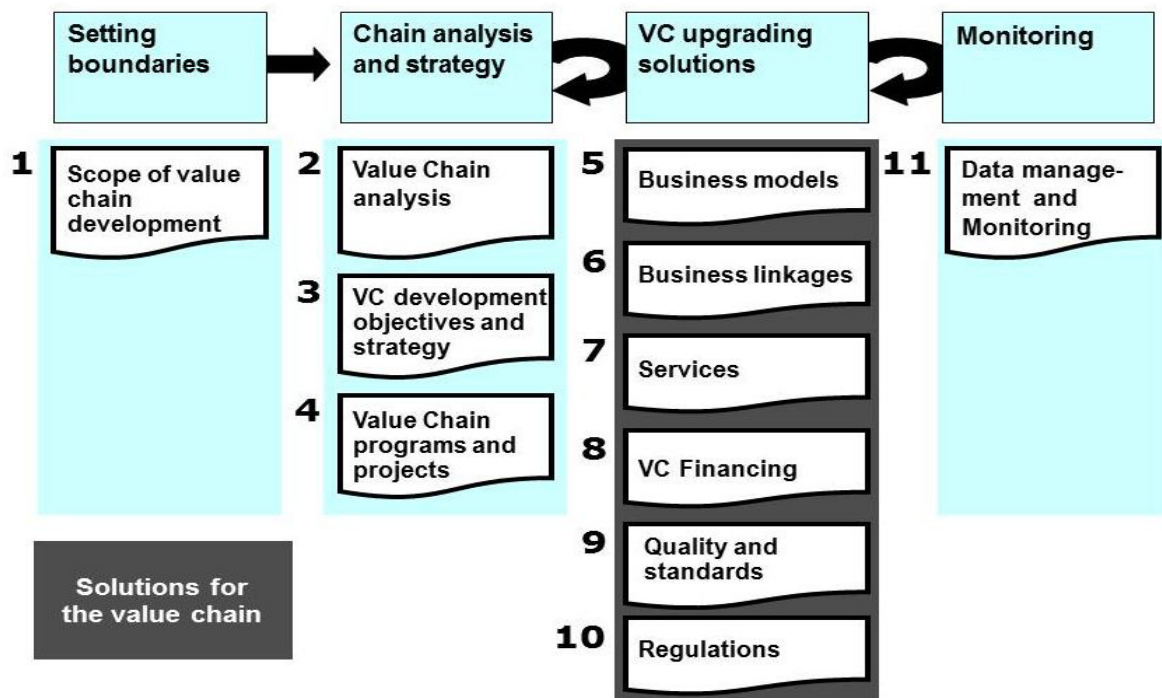 Setting
boundaries
Chain analysis
and strategy
VC upgrading
solutions
Monitoring
1
Scope of value
chain
development
2
Value Chain
analysis
3
VC development
objectives and
strategy
4
Value Chain
programs and
projects
5
Business models
6
Business linkages
7
Services
8
VC Financing
9
Quality and
standards
10
Regulations
11
Data manage-
ment and
Monitoring
Solutions for
the value chain